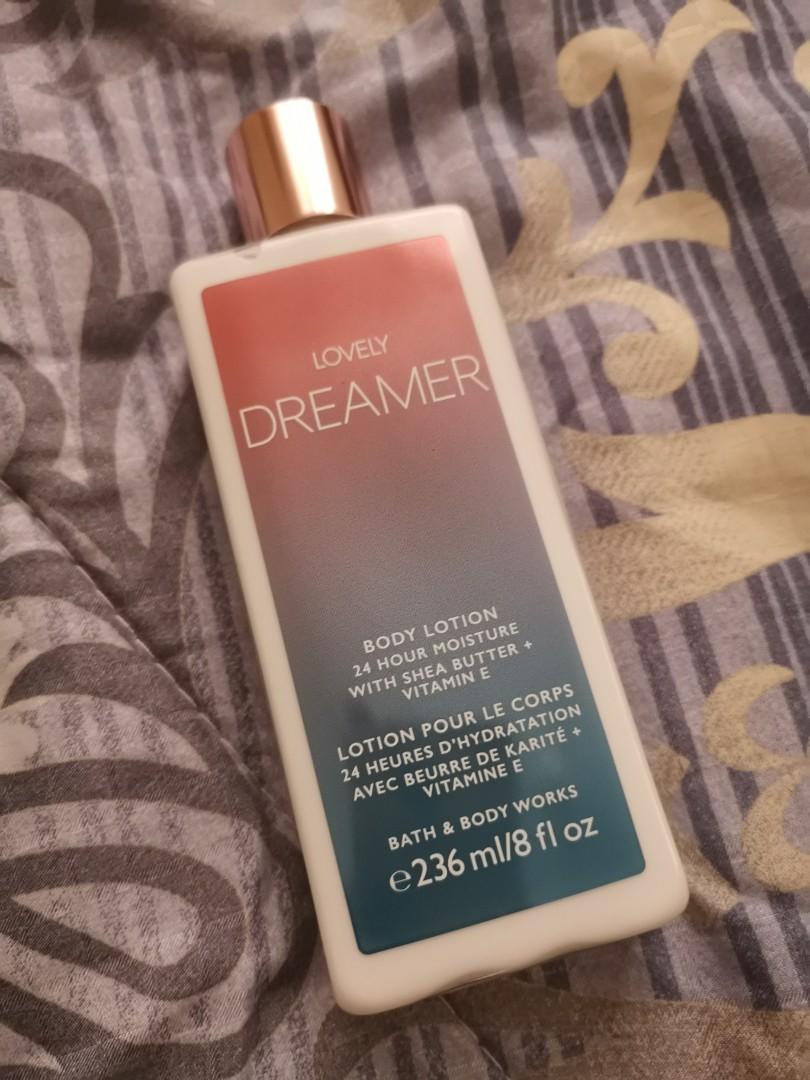 LOVELY
DREAMER
BODY LOTION
24 HOUR MOISTURE
WITH SHEA BUTTER +
VITAMIN E
LOTION POUR LE CORPS
24 HEURES D'HYDRATATION
AVEC BEURRE DE KARITÉ +
VITAMINE E
BATH & BODY WORKS
℮236 ml/8 fl oz